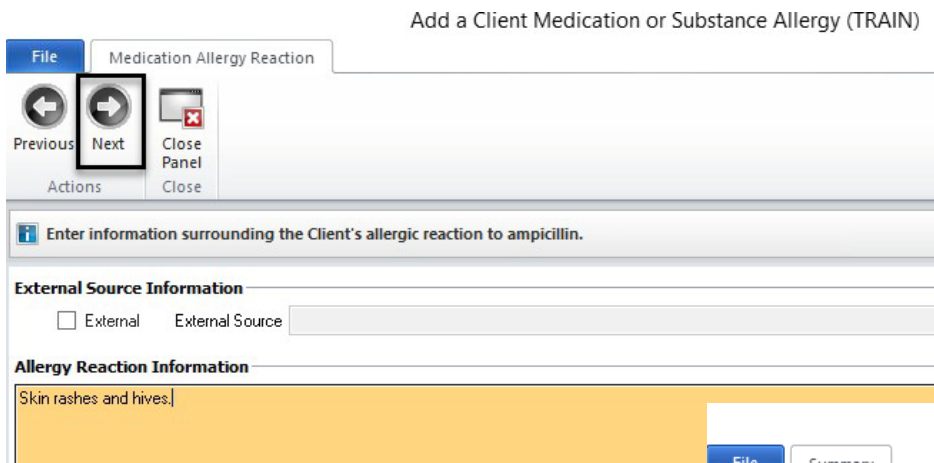 Add a Client Medication or Substance Allergy (TRAIN)
File Medication Allergy Reaction
Previous Next Close Panel
Actions Close
Enter information surrounding the Client's allergic reaction to ampicillin.
External Source Information
External External Source
Allergy Reaction Information
Skin rashes and hives.
File Summary